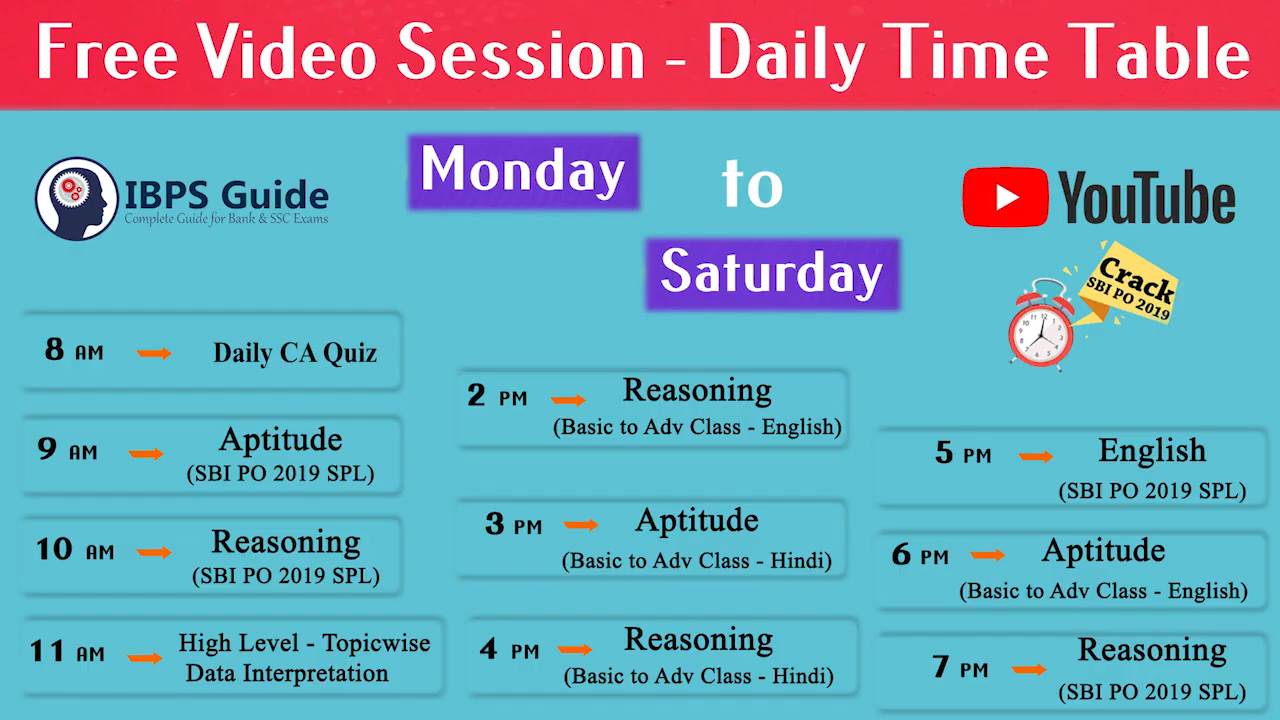 Free Video Session - Daily Time Table
IBPS Guide
Complete Guide for Bank & SSC Exams
Monday
to
Saturday
YouTube
Crack
SBI PO 2019
8 AM Daily CA Quiz
9 AM Aptitude
(SBI PO 2019 SPL)
10 AM Reasoning
(SBI PO 2019 SPL)
11 AM High Level - Topicwise
Data Interpretation
2 PM Reasoning
(Basic to Adv Class - English)
3 PM Aptitude
(Basic to Adv Class - Hindi)
4 PM Reasoning
(Basic to Adv Class - Hindi)
5 PM English
(SBI PO 2019 SPL)
6 PM Aptitude
(Basic to Adv Class - English)
7 PM Reasoning
(SBI PO 2019 SPL)